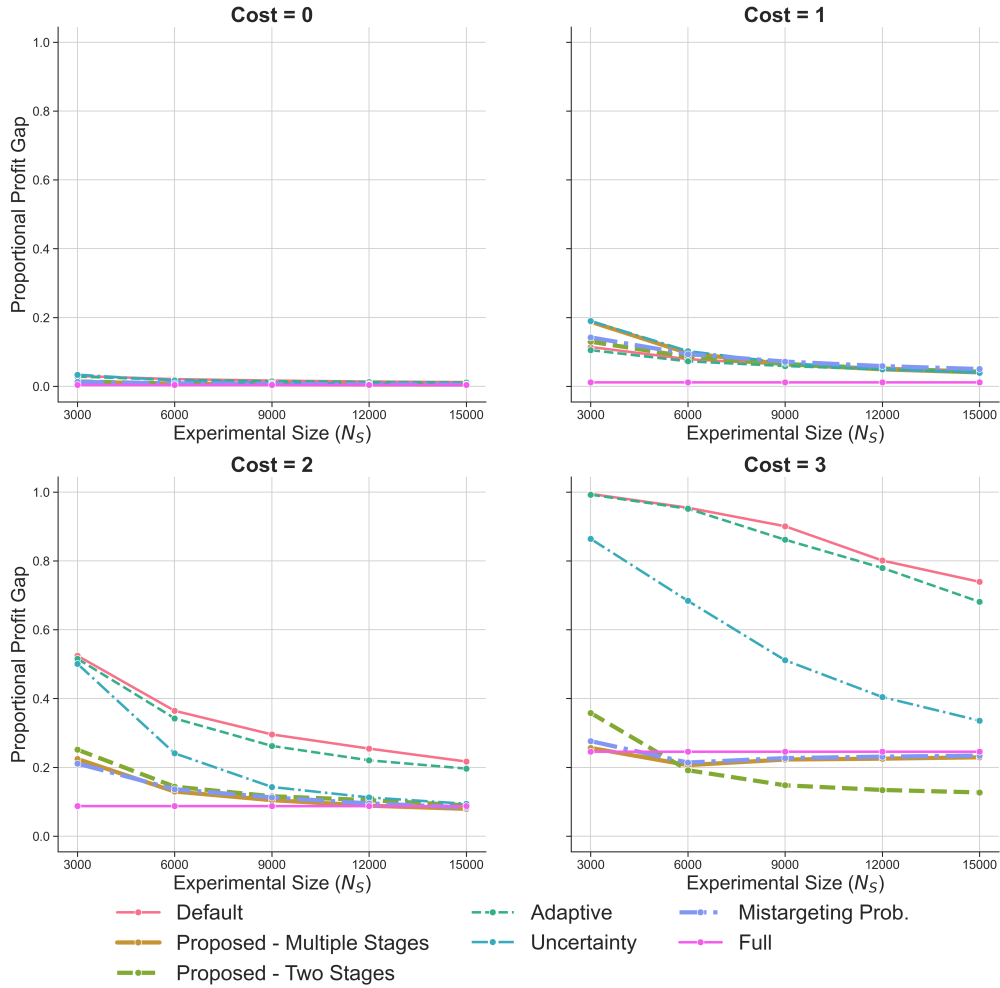 Cost = 0
Cost = 1
Proportional Profit Gap
1.0
0.8
0.6
0.4
0.2
0.0
3000 6000 9000 12000 15000
3000 6000 9000 12000 15000
Experimental Size (N_S)
Experimental Size (N_S)
Cost = 2
Cost = 3
Proportional Profit Gap
1.0
0.8
0.6
0.4
0.2
0.0
3000 6000 9000 12000 15000
3000 6000 9000 12000 15000
Experimental Size (N_S)
Experimental Size (N_S)
Default
Adaptive
Mistargeting Prob.
Proposed - Multiple Stages
Uncertainty
Full
Proposed - Two Stages